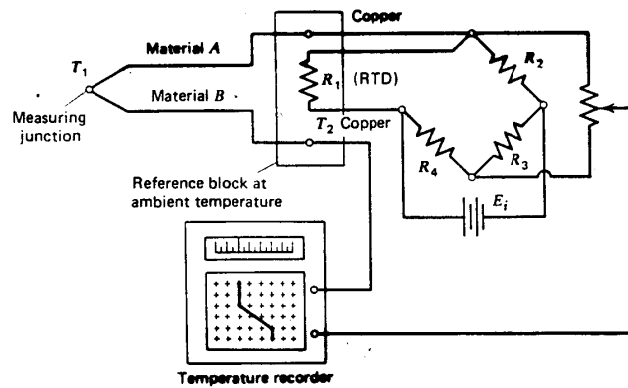 Copper
Material A
T1
R2
R1 (RTD)
Material B
Measuring
junction
T2 Copper
R4
R3
Reference block at
ambient temperature
Ei
Temperature recorder